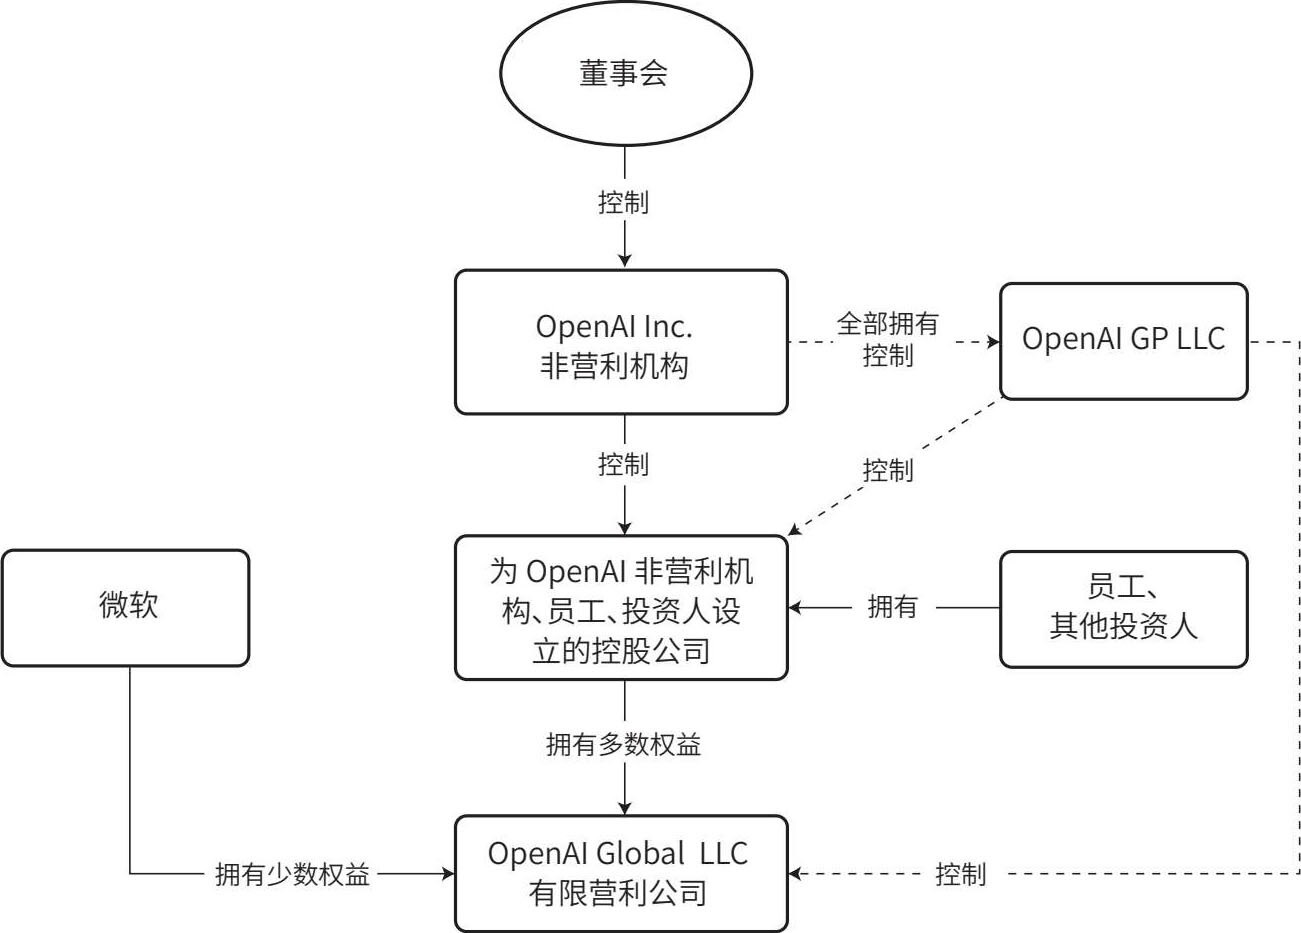 董事会
控制
OpenAI Inc.
非营利机构
全部拥有
控制
OpenAI GP LLC
控制
控制
微软
为 OpenAI 非营利机
构、员工、投资人设
立的控股公司
拥有
员工、
其他投资人
拥有多数权益
OpenAI Global LLC
有限营利公司
拥有少数权益
控制